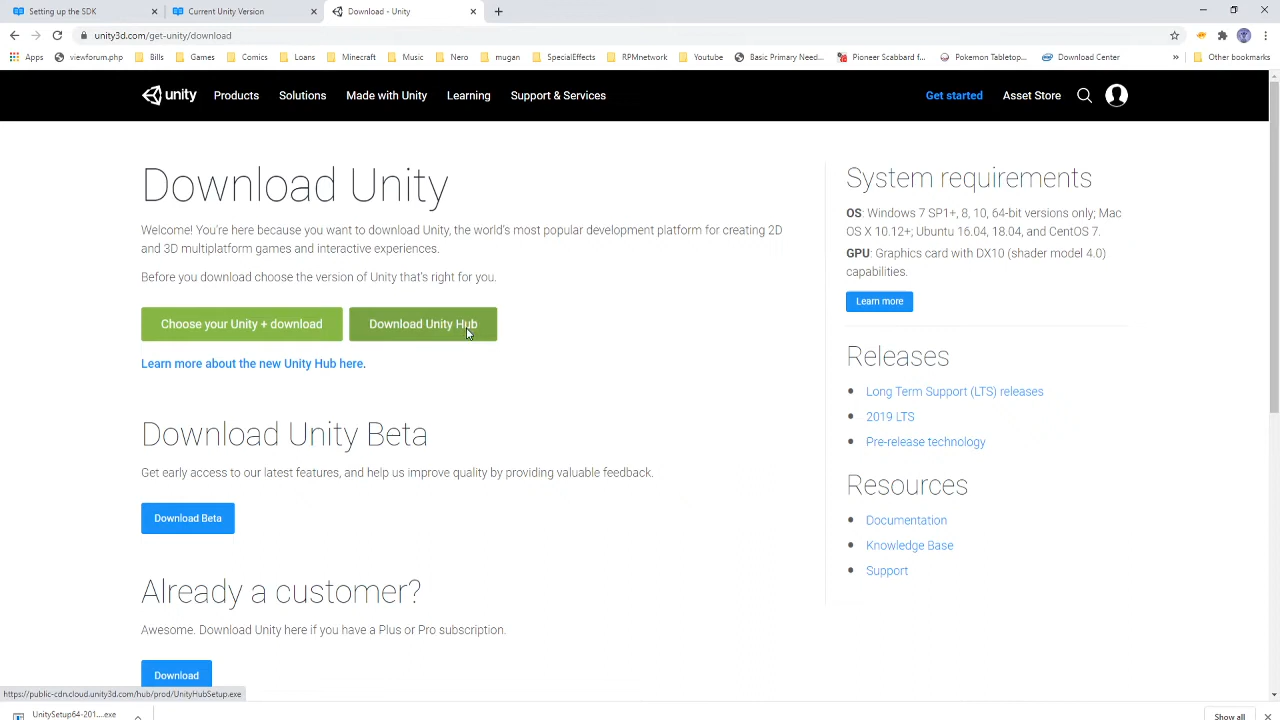 Setting up the SDK
Current Unity Version
Download - Unity
unity3d.com/get-unity/download
Apps
viewforum.php
Bills
Games
Comics
Loans
Minecraft
Music
Nero
mugan
SpecialEffects
RPMnetwork
Youtube
Basic Primary Need...
Pioneer Scabbard f...
Pokemon Tabletop...
Download Center
»
Other bookmarks
unity
Products
Solutions
Made with Unity
Learning
Support & Services
Get started
Asset Store
Download Unity
Welcome! You're here because you want to download Unity, the world's most popular development platform for creating 2D
and 3D multiplatform games and interactive experiences.
Before you download choose the version of Unity that's right for you.
Choose your Unity + download
Download Unity Hub
Learn more about the new Unity Hub here.
Download Unity Beta
Get early access to our latest features, and help us improve quality by providing valuable feedback.
Download Beta
Already a customer?
Awesome. Download Unity here if you have a Plus or Pro subscription.
Download
System requirements
OS: Windows 7 SP1+, 8, 10, 64-bit versions only; Mac
OS X 10.12+; Ubuntu 16.04, 18.04, and CentOS 7.
GPU: Graphics card with DX10 (shader model 4.0)
capabilities.
Learn more
Releases
Long Term Support (LTS) releases
2019 LTS
Pre-release technology
Resources
Documentation
Knowledge Base
Support
https://public-cdn.cloud.unity3d.com/hub/prod/UnityHubSetup.exe
UnitySetup64-201....exe
Show all